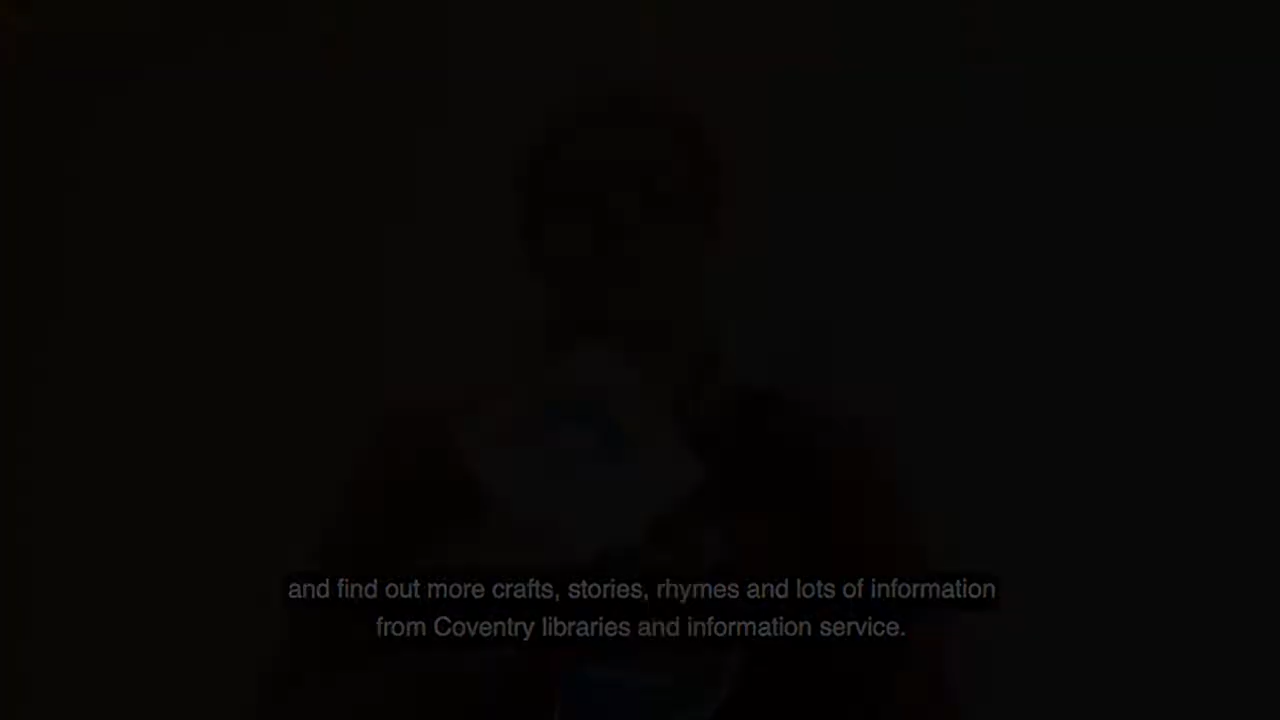 and find out more crafts, stories, rhymes and lots of information
from Coventry libraries and information service.